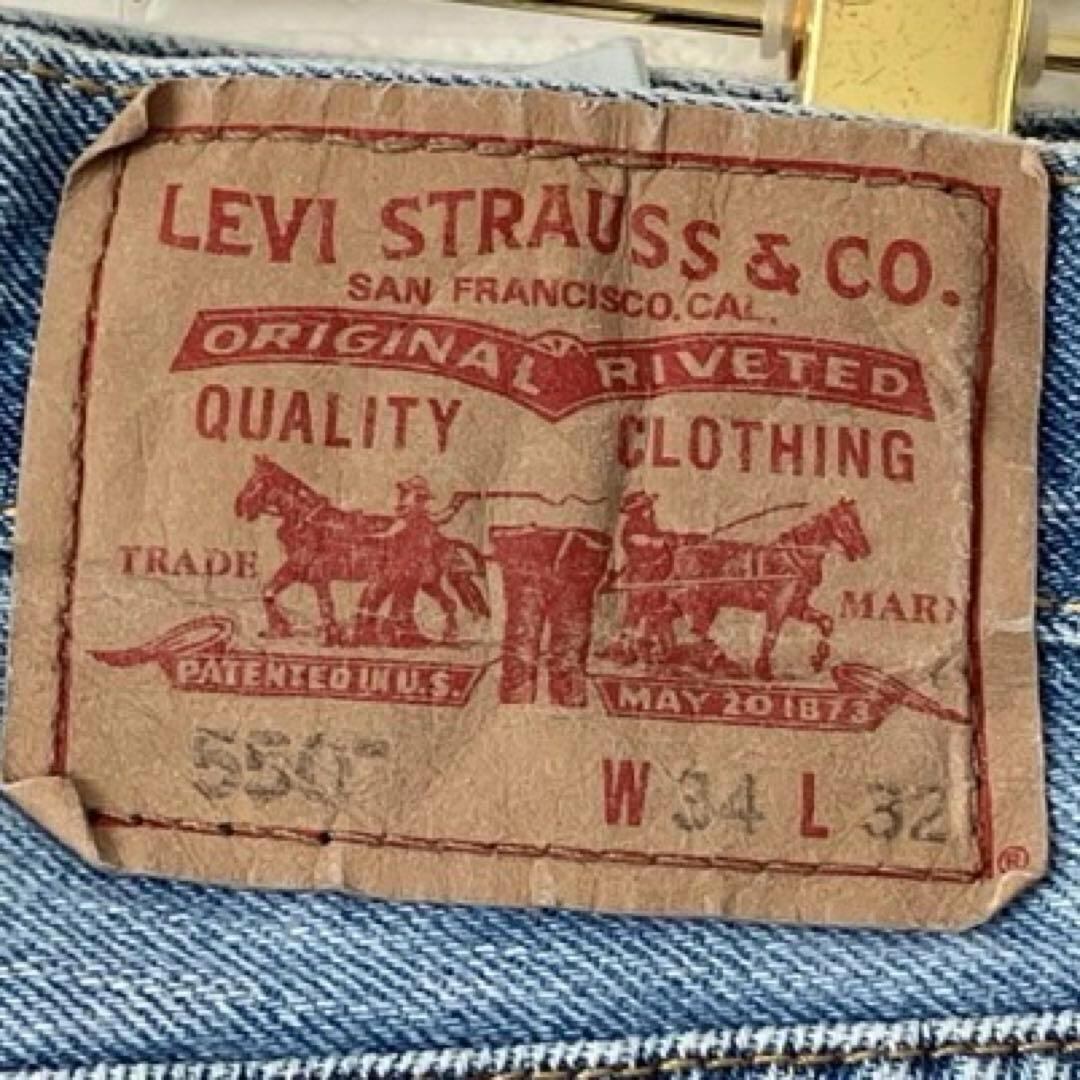 LEVI STRAUSS & CO.
SAN FRANCISCO, CAL.
ORIGINAL RIVETED
QUALITY CLOTHING
TRADE MARK
PATENTED IN U.S. MAY 20 1873
550™ W 34 L 32
®